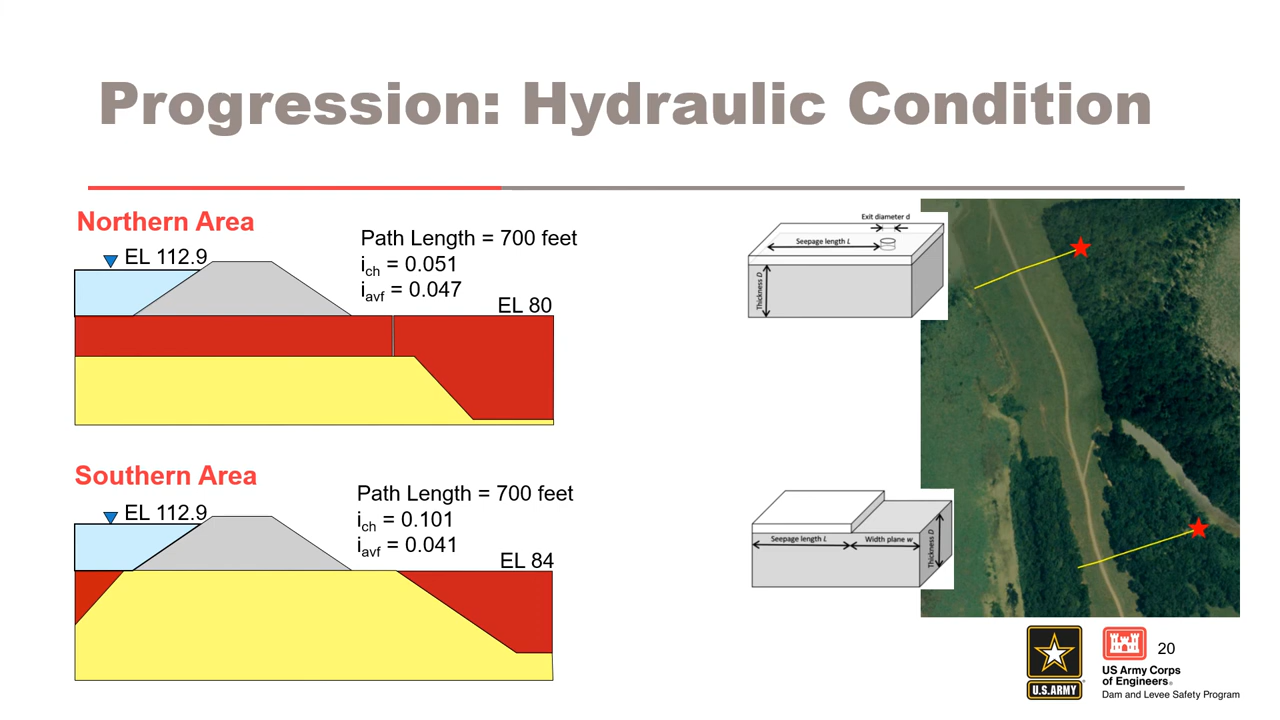 Progression: Hydraulic Condition
Northern Area
EL 112.9
Path Length = 700 feet
i_ch = 0.051
i_avf = 0.047
EL 80
Exit diameter d
Seepage length L
Thickness D
Southern Area
EL 112.9
Path Length = 700 feet
i_ch = 0.101
i_avf = 0.041
EL 84
Seepage length L
Width plane w
Thickness D
U.S.ARMY
20
US Army Corps
of Engineers®
Dam and Levee Safety Program